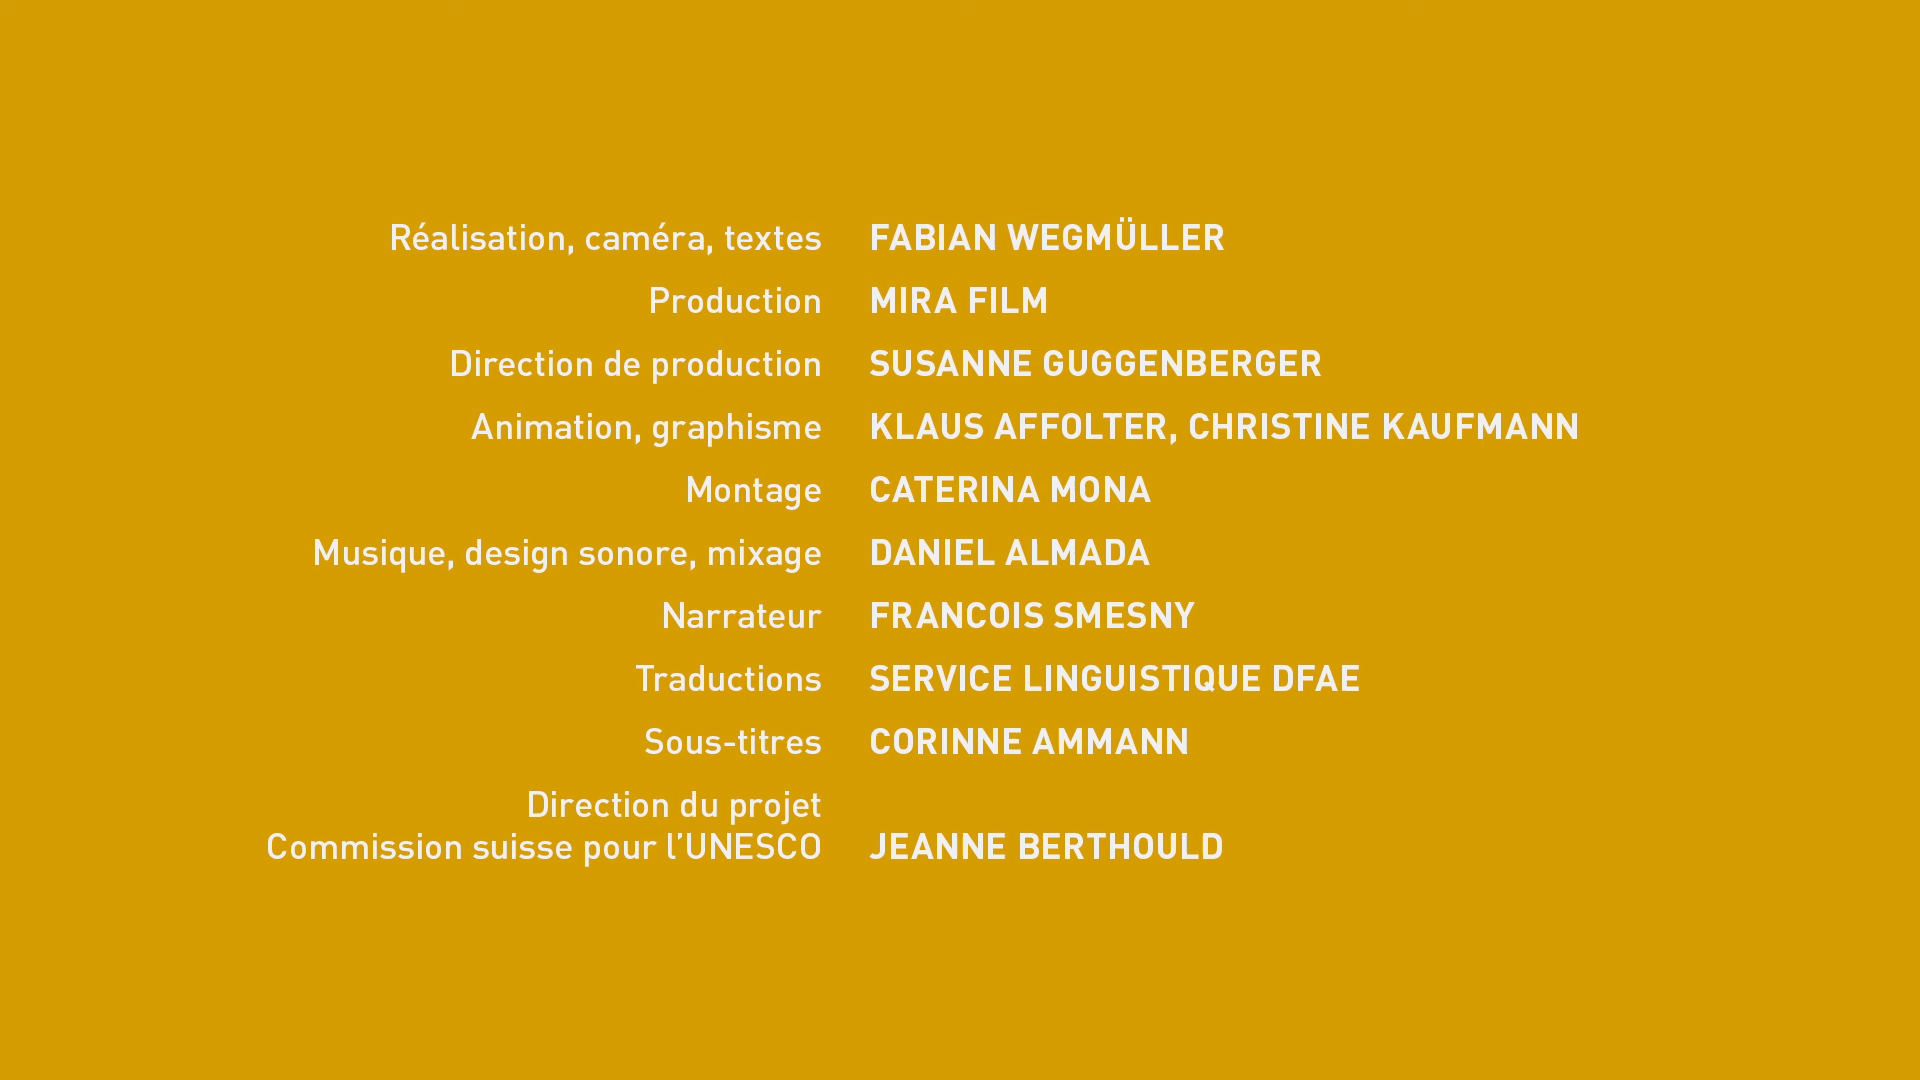 Réalisation, caméra, textes FABIAN WEGMÜLLER
Production MIRA FILM
Direction de production SUSANNE GUGGENBERGER
Animation, graphisme KLAUS AFFOLTER, CHRISTINE KAUFMANN
Montage CATERINA MONA
Musique, design sonore, mixage DANIEL ALMADA
Narrateur FRANCOIS SMESNY
Traductions SERVICE LINGUISTIQUE DFAE
Sous-titres CORINNE AMMANN
Direction du projet
Commission suisse pour l’UNESCO JEANNE BERTHOULD